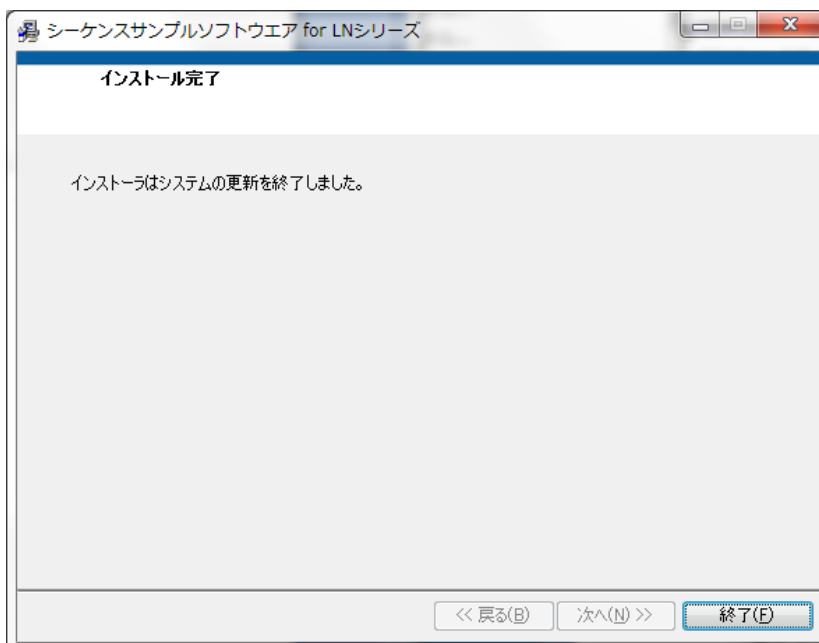 シーケンスサンプルソフトウエア for LNシリーズ
インストール完了
インストーラはシステムの更新を終了しました。
<< 戻る(B)
次へ(N) >>
終了(F)